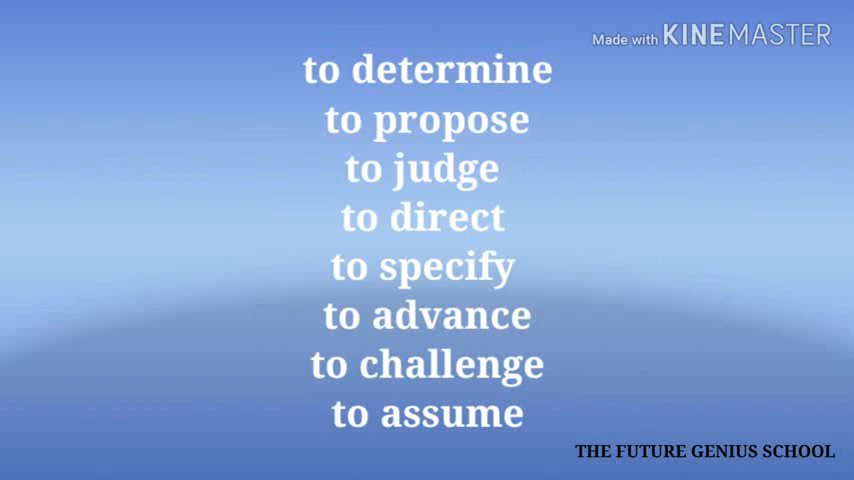 Made with KINEMASTER
to determine
to propose
to judge
to direct
to specify
to advance
to challenge
to assume
THE FUTURE GENIUS SCHOOL